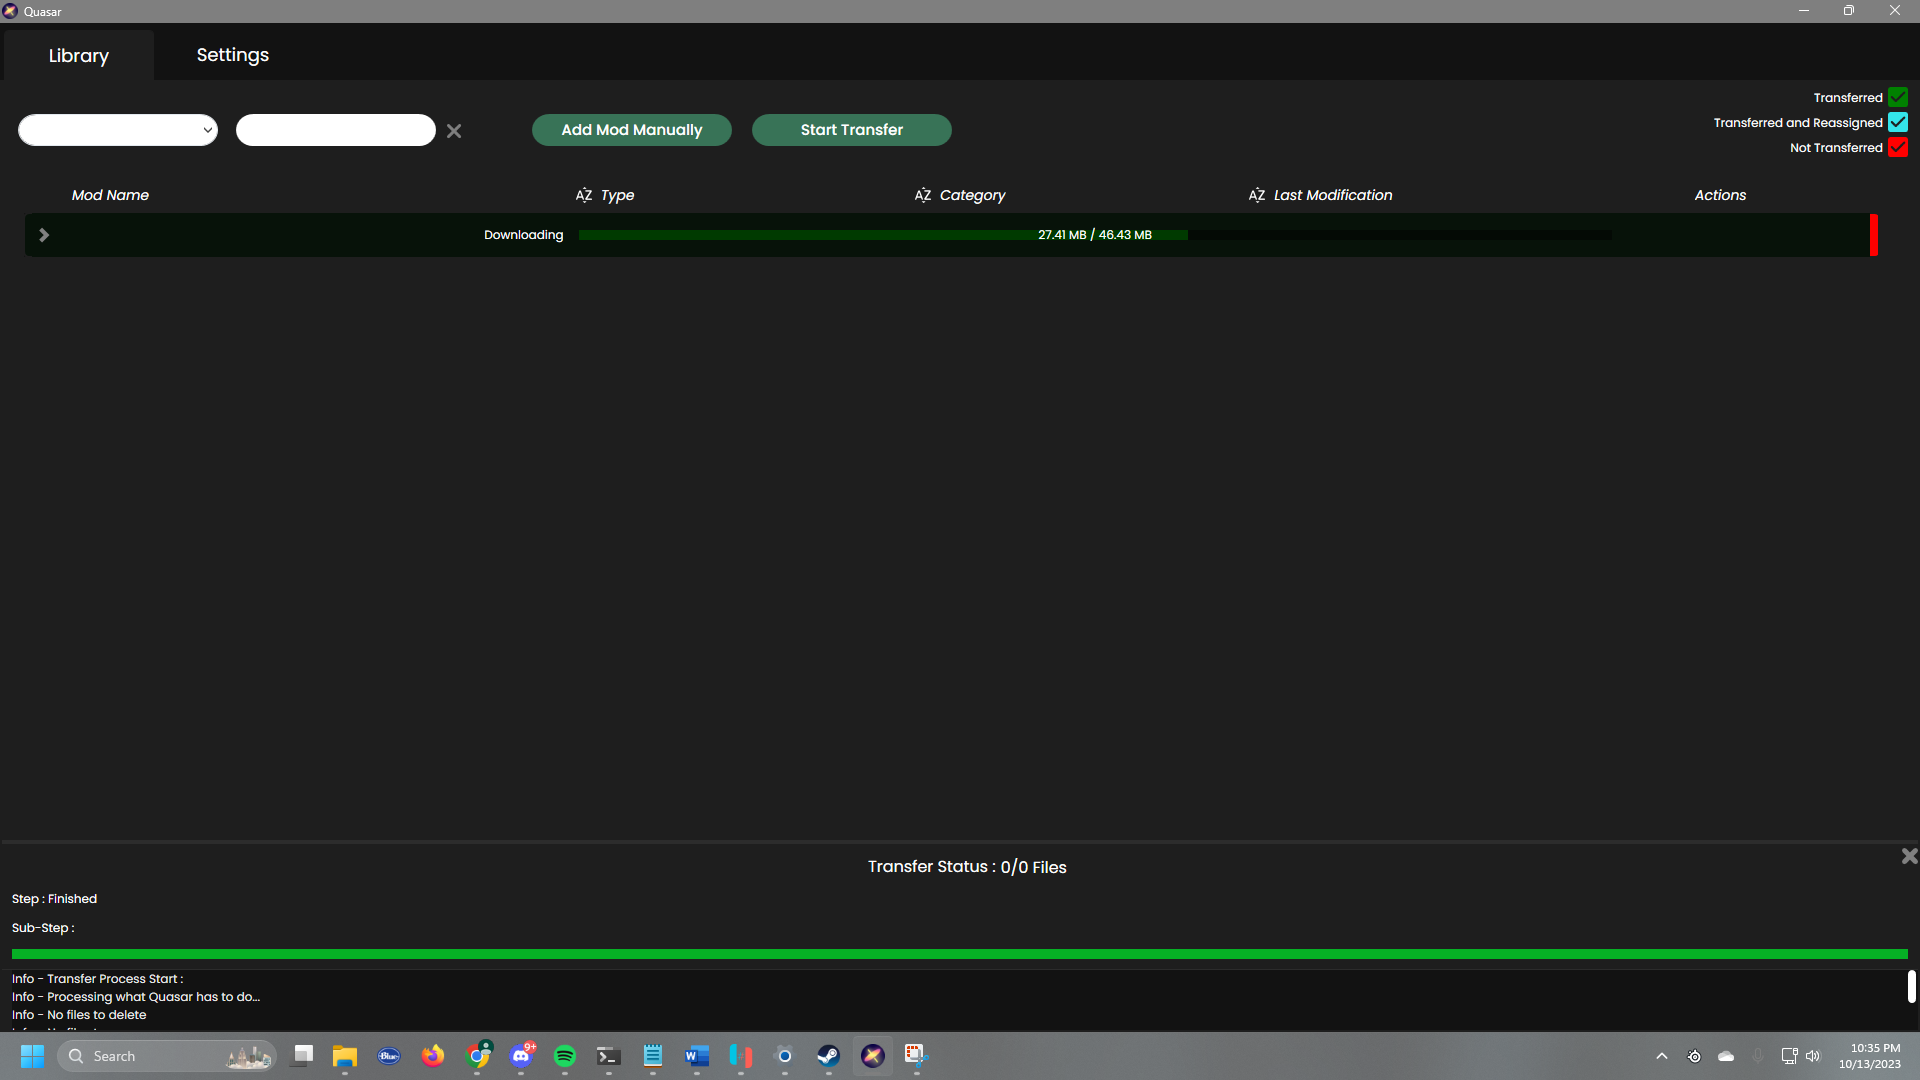 Quasar
Library
Settings
Transferred
Transferred and Reassigned
Not Transferred
Add Mod Manually
Start Transfer
Mod Name
AZ Type
AZ Category
AZ Last Modification
Actions
Downloading
27.41 MB / 46.43 MB
Transfer Status : 0/0 Files
Step : Finished
Sub-Step :
Info - Transfer Process Start :
Info - Processing what Quasar has to do...
Info - No files to delete
Search
Blue
9+
W
10:35 PM
10/13/2023